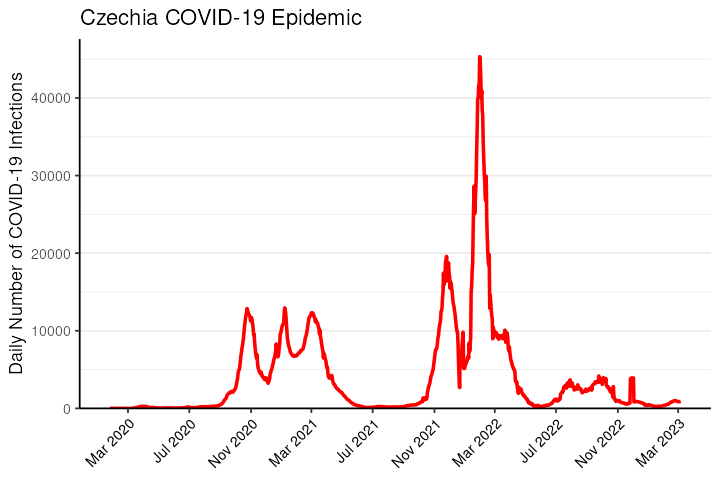 Czechia COVID-19 Epidemic
Daily Number of COVID-19 Infections
40000
30000
20000
10000
0
Mar 2020
Jul 2020
Nov 2020
Mar 2021
Jul 2021
Nov 2021
Mar 2022
Jul 2022
Nov 2022
Mar 2023